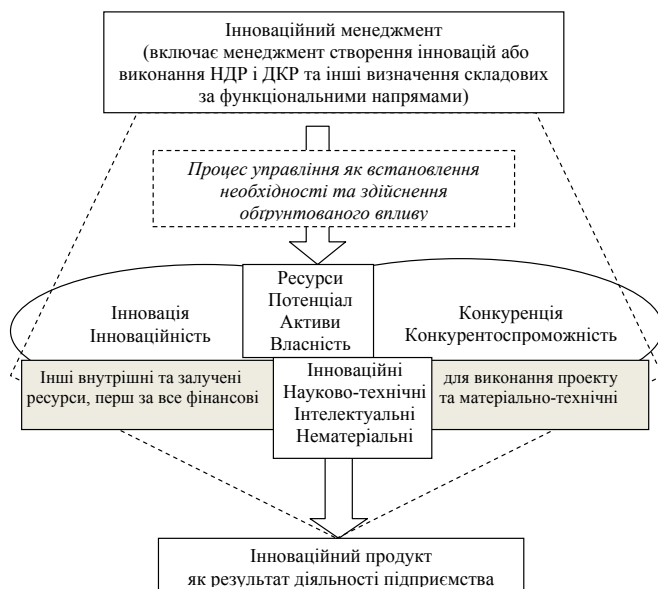 Інноваційний менеджмент
(включає менеджмент створення інновацій або
виконання НДР і ДКР та інші визначення складових
за функціональними напрямами)
Процес управління як встановлення
необхідності та здійснення
обґрунтованого впливу
Ресурси
Потенціал
Активи
Власність
Інновація
Інноваційність
Конкуренція
Конкурентоспроможність
Інші внутрішні та залучені
ресурси, перш за все фінансові
Інноваційні
Науково-технічні
Інтелектуальні
Нематеріальні
для виконання проекту
та матеріально-технічні
Інноваційний продукт
як результат діяльності підприємства